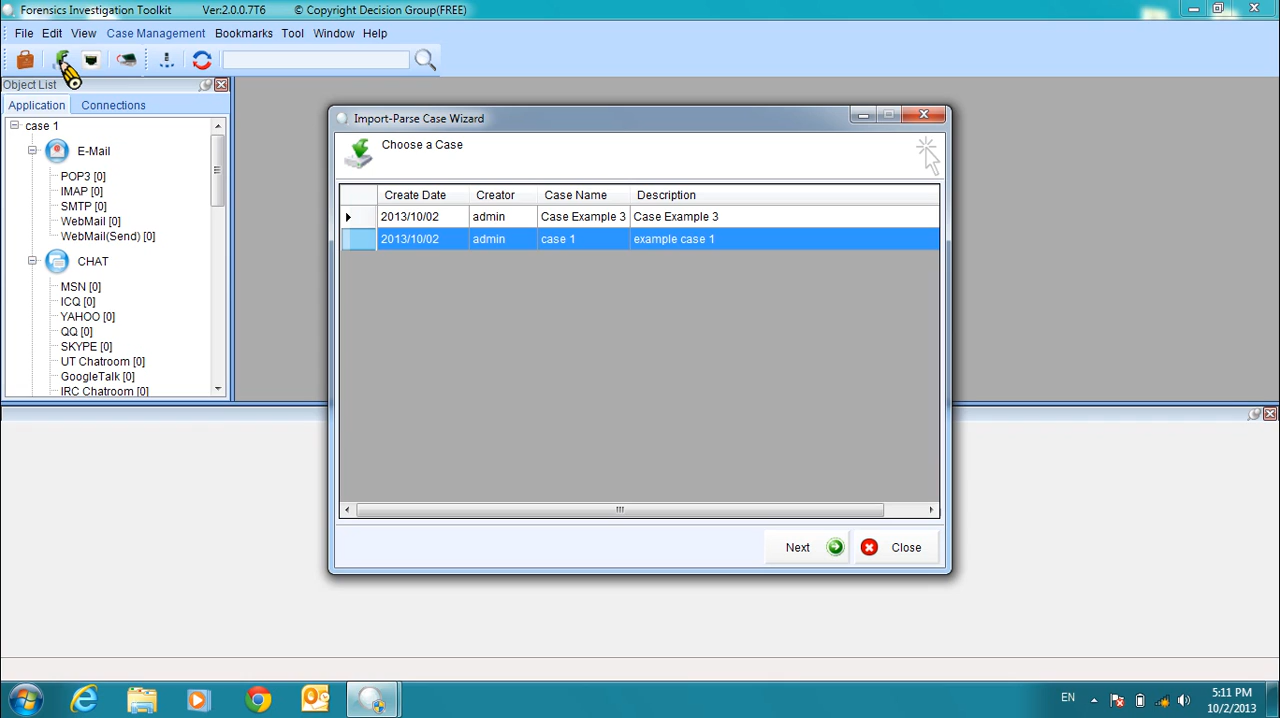 Forensics Investigation Toolkit Ver:2.0.0.7T6 © Copyright Decision Group(FREE)
File Edit View Case Management Bookmarks Tool Window Help
Object List
Application Connections
case 1
E-Mail
POP3 [0]
IMAP [0]
SMTP [0]
WebMail [0]
WebMail(Send) [0]
CHAT
MSN [0]
ICQ [0]
YAHOO [0]
QQ [0]
SKYPE [0]
UT Chatroom [0]
GoogleTalk [0]
IRC Chatroom [0]
Import-Parse Case Wizard
Choose a Case
Create Date Creator Case Name Description
2013/10/02 admin Case Example 3 Case Example 3
2013/10/02 admin case 1 example case 1
Next Close
EN 5:11 PM
10/2/2013